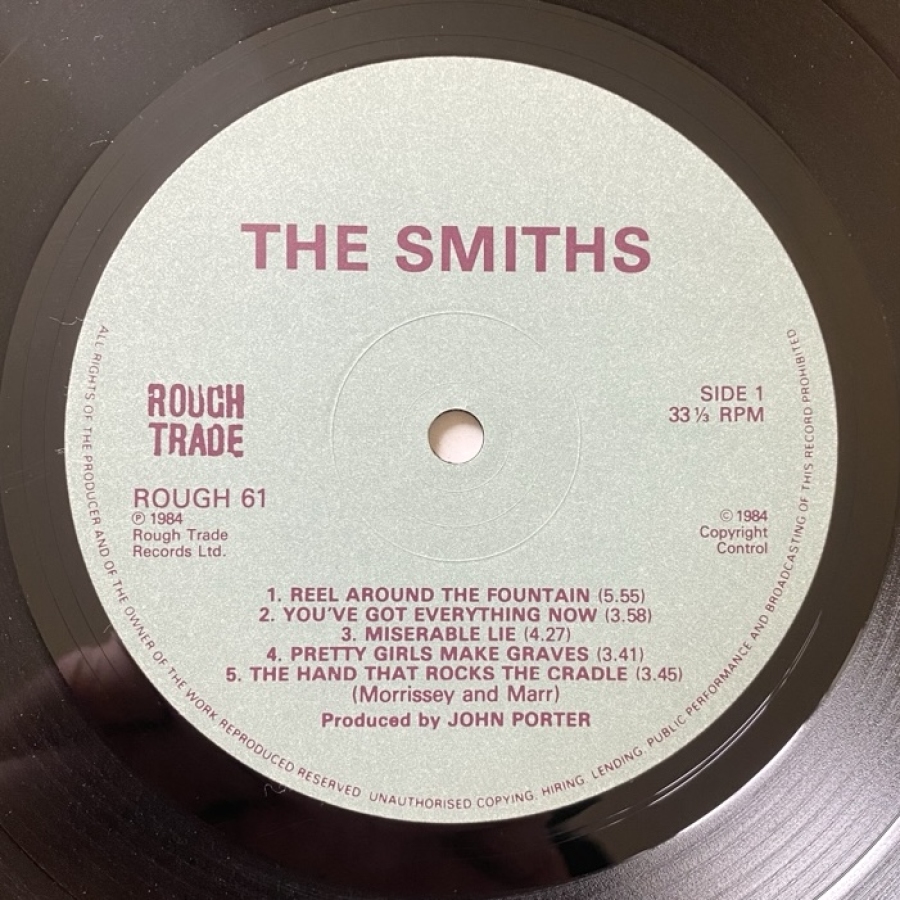 THE SMITHS
ROUGH
TRADE
SIDE 1
33 ⅓ RPM
ROUGH 61
℗ 1984
Rough Trade
Records Ltd.
© 1984
Copyright
Control
1. REEL AROUND THE FOUNTAIN (5.55)
2. YOU'VE GOT EVERYTHING NOW (3.58)
3. MISERABLE LIE (4.27)
4. PRETTY GIRLS MAKE GRAVES (3.41)
5. THE HAND THAT ROCKS THE CRADLE (3.45)
(Morrissey and Marr)
Produced by JOHN PORTER
ALL RIGHTS OF THE PRODUCER AND OF THE OWNER OF THE WORK REPRODUCED RESERVED UNAUTHORISED COPYING. HIRING. LENDING. PUBLIC PERFORMANCE AND BROADCASTING OF THIS RECORD PROHIBITED